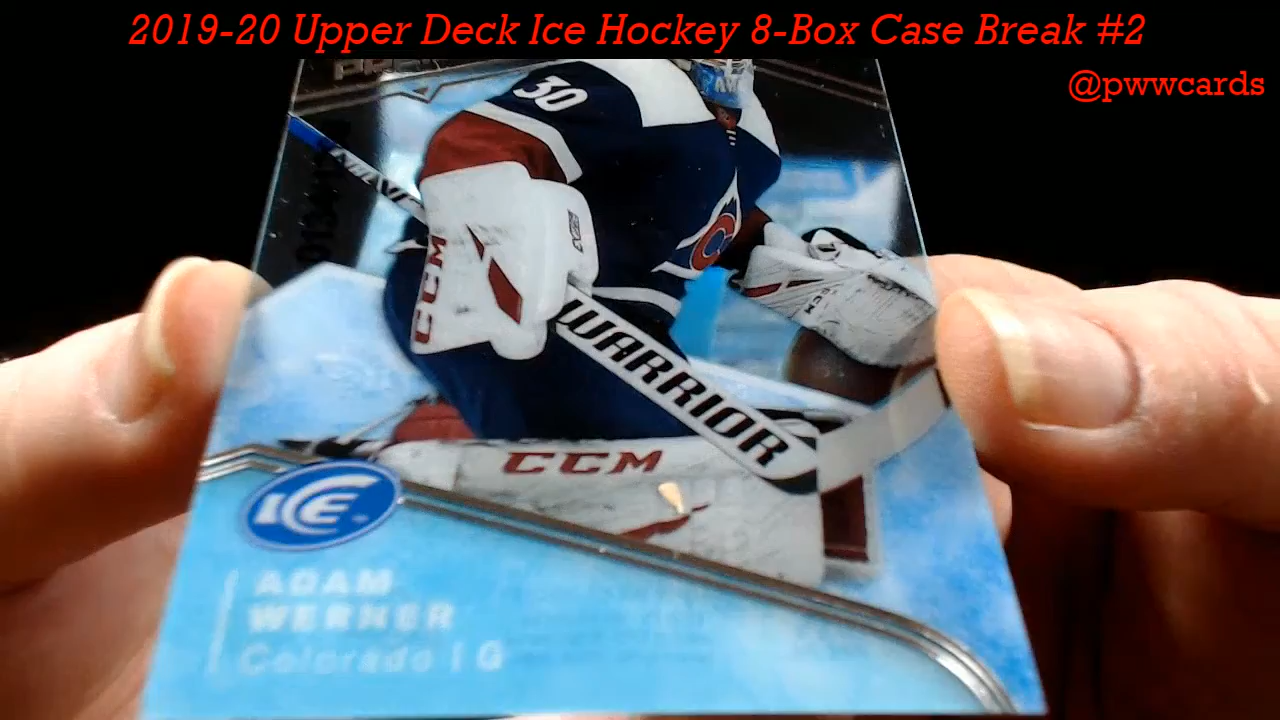 2019-20 Upper Deck Ice Hockey 8-Box Case Break #2
@pwwcards
30
CCM
WARRIOR
CCM
ICE
ADAM
WERNER
Colorado | G